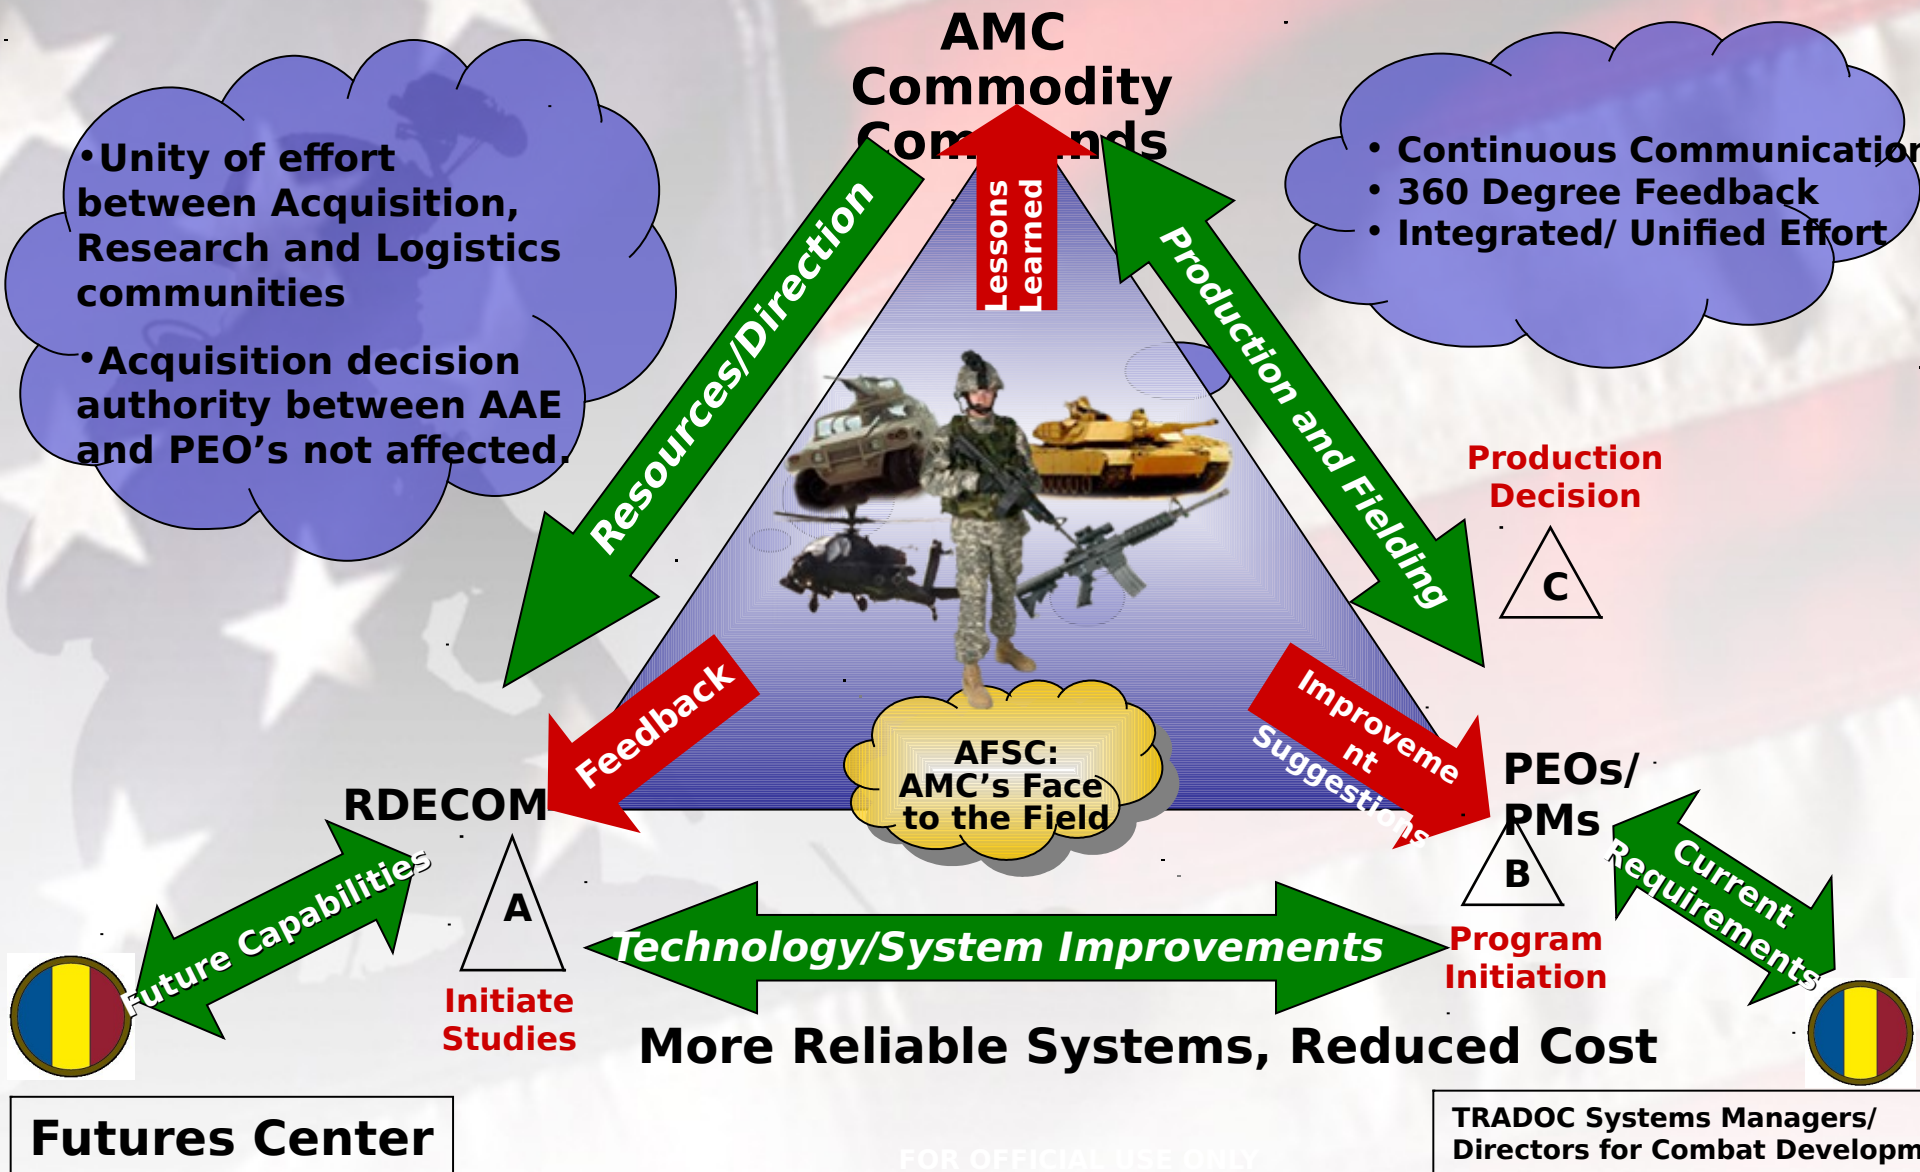 AMC
Commodity
•Unity of effort
between Acquisition,
Research and Logistics
communities
•Acquisition decision
authority between AAE
and PEO’s not affected.
• Continuous Communication
• 360 Degree Feedback
• Integrated/ Unified Effort
Lessons
Learned
Resources/Direction
Production and Fielding
Production
Decision
C
Feedback
Improveme
nt
Suggestions
AFSC:
AMC’s Face
to the Field
RDECOM
PEOs/
PMs
A
B
Future Capabilities
Current
Requirements
Technology/System Improvements
Initiate
Studies
Program
Initiation
More Reliable Systems, Reduced Cost
Futures Center
TRADOC Systems Managers/
Directors for Combat
FOR OFFICIAL USE ONLY